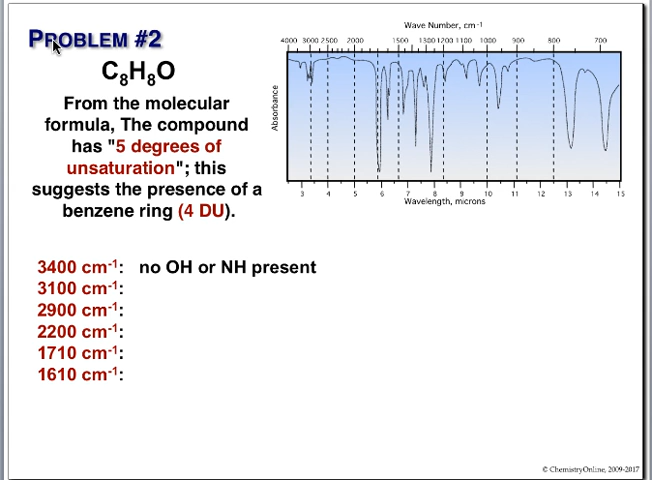 PROBLEM #2
C8H8O
From the molecular
formula, The compound
has "5 degrees of
unsaturation"; this
suggests the presence of a
benzene ring (4 DU).
Wave Number, cm-1
4000 3000 2500 2000 1500 1300 1200 1100 1000 900 800 700
Absorbance
3 4 5 6 7 8 9 10 11 12 13 14 15
Wavelength, microns
3400 cm-1: no OH or NH present
3100 cm-1:
2900 cm-1:
2200 cm-1:
1710 cm-1:
1610 cm-1:
© ChemistryOnline, 2009-2017